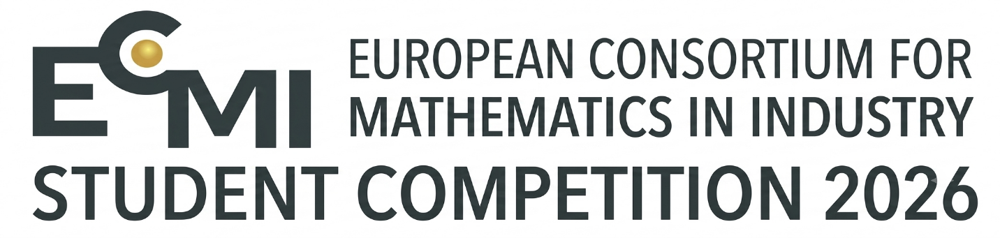 ECMI
EUROPEAN CONSORTIUM FOR
MATHEMATICS IN INDUSTRY
STUDENT COMPETITION 2026